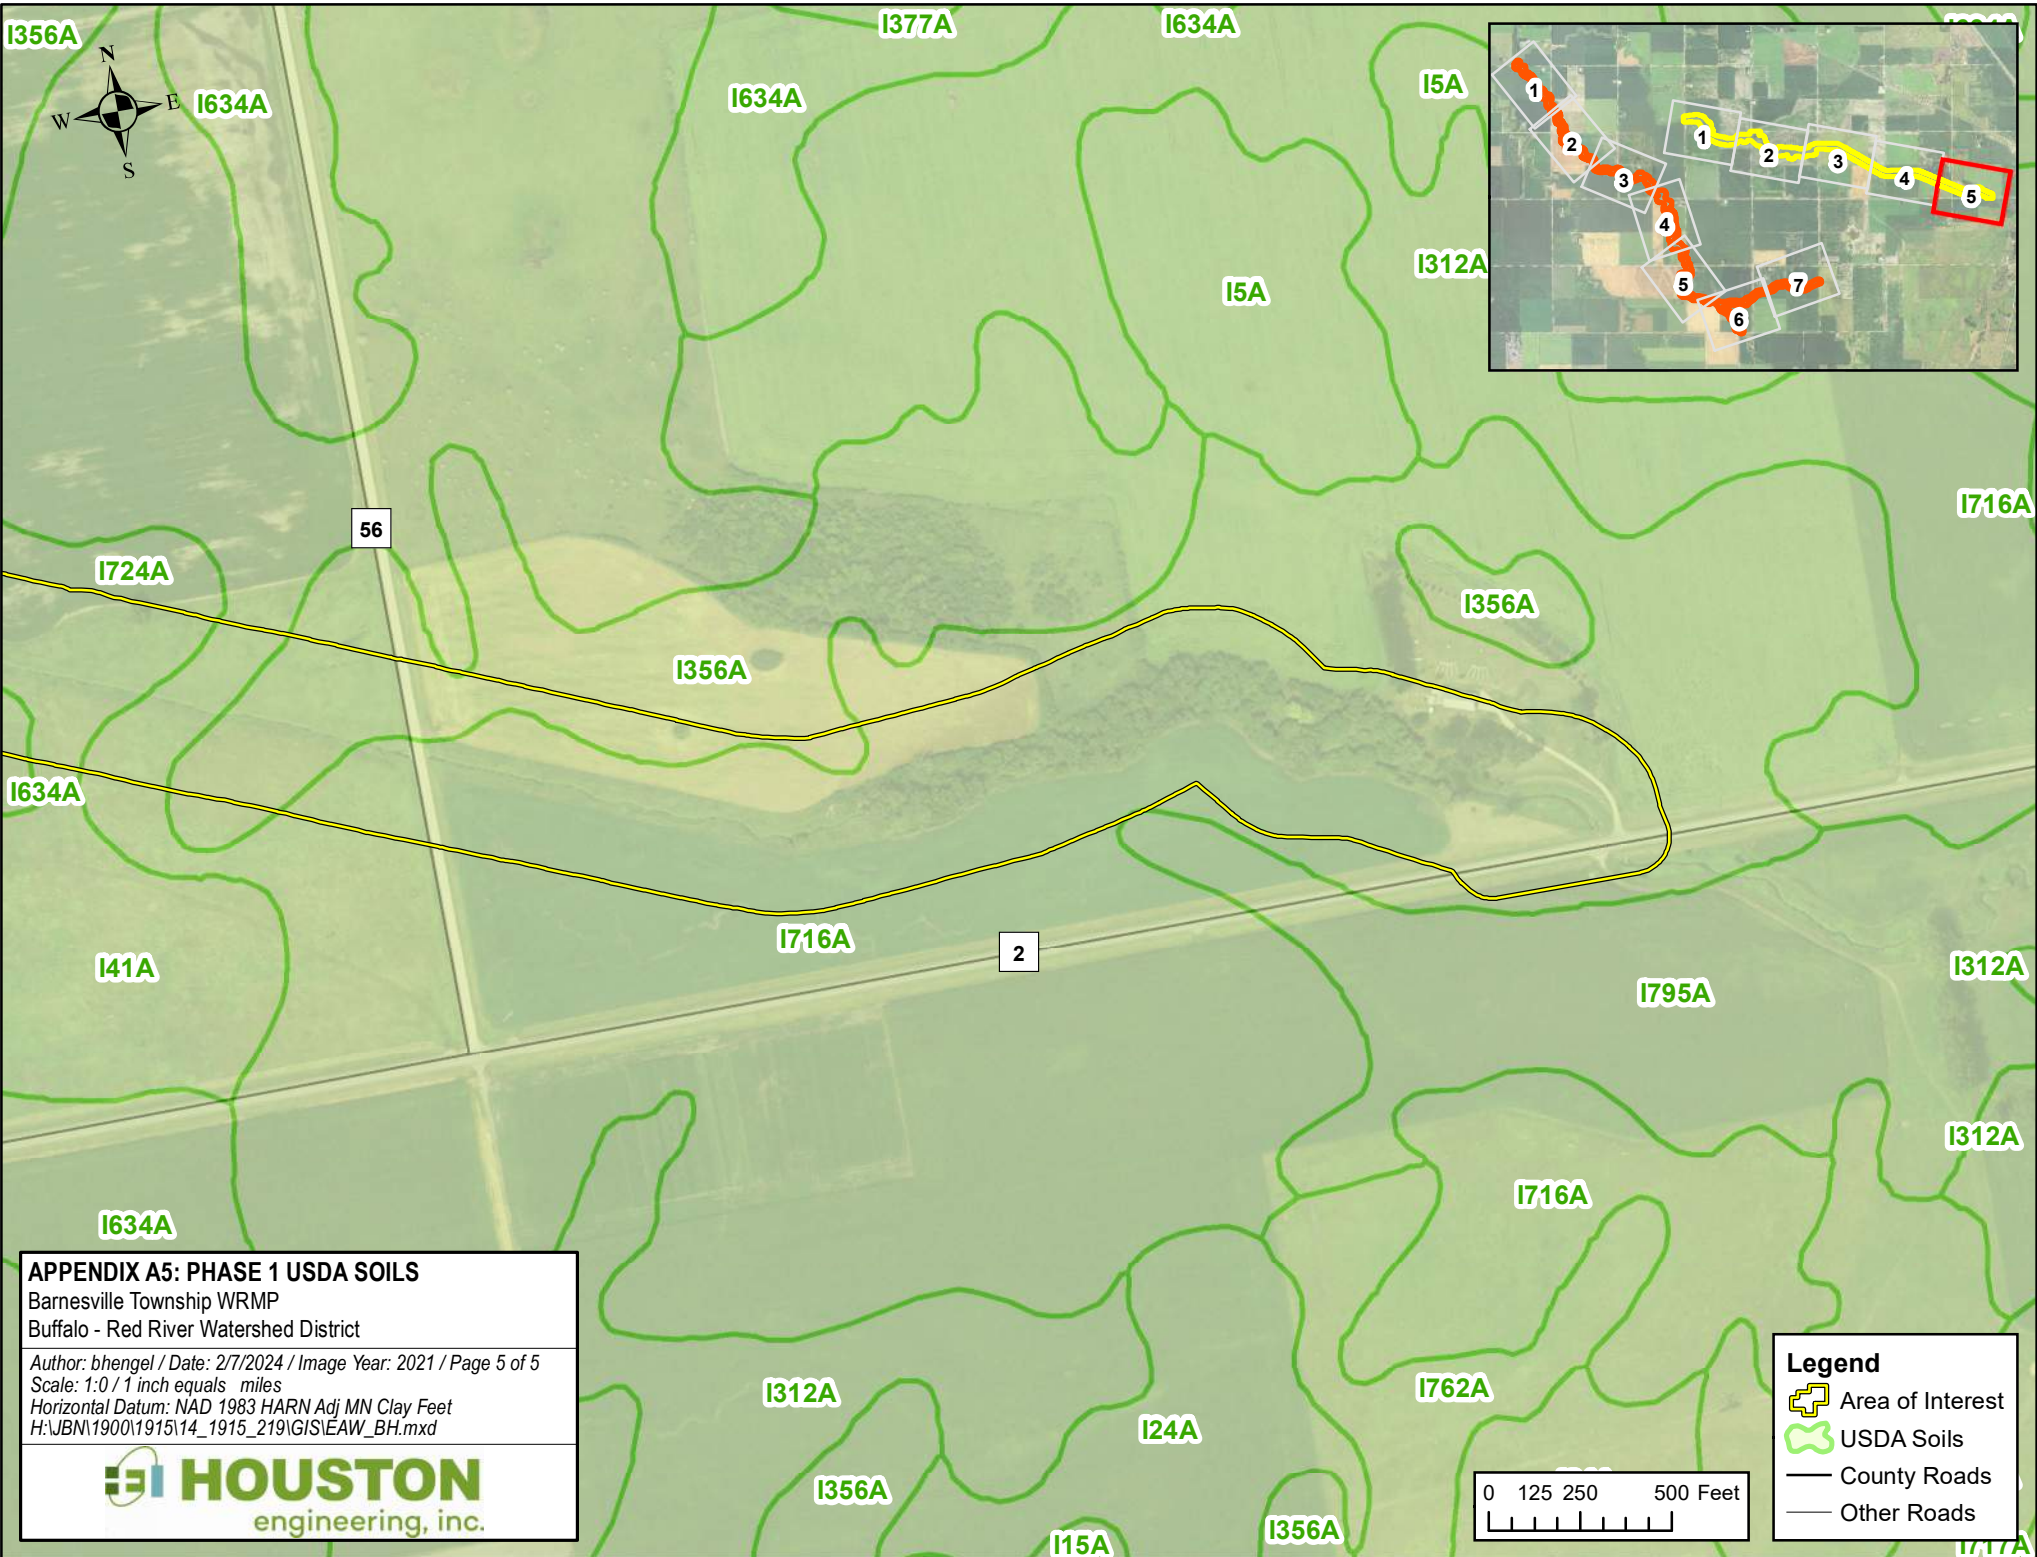 I356A
I377A
I634A
N
W
E
S
I634A
I634A
I5A
1
2
3
4
5
6
7
1
2
3
4
5
I312A
I5A
I716A
56
I724A
I356A
I356A
I634A
I716A
2
I41A
I795A
I312A
I312A
I716A
I634A
I312A
I762A
I24A
I356A
I356A
I15A
I717A
APPENDIX A5: PHASE 1 USDA SOILS
Barnesville Township WRMP
Buffalo - Red River Watershed District
Author: bhengel / Date: 2/7/2024 / Image Year: 2021 / Page 5 of 5
Scale: 1:0 / 1 inch equals miles
Horizontal Datum: NAD 1983 HARN Adj MN Clay Feet
H:\JBN\1900\1915\14_1915_219\GIS\EAW_BH.mxd
HOUSTON
engineering, inc.
0 125 250 500 Feet
Legend
Area of Interest
USDA Soils
County Roads
Other Roads